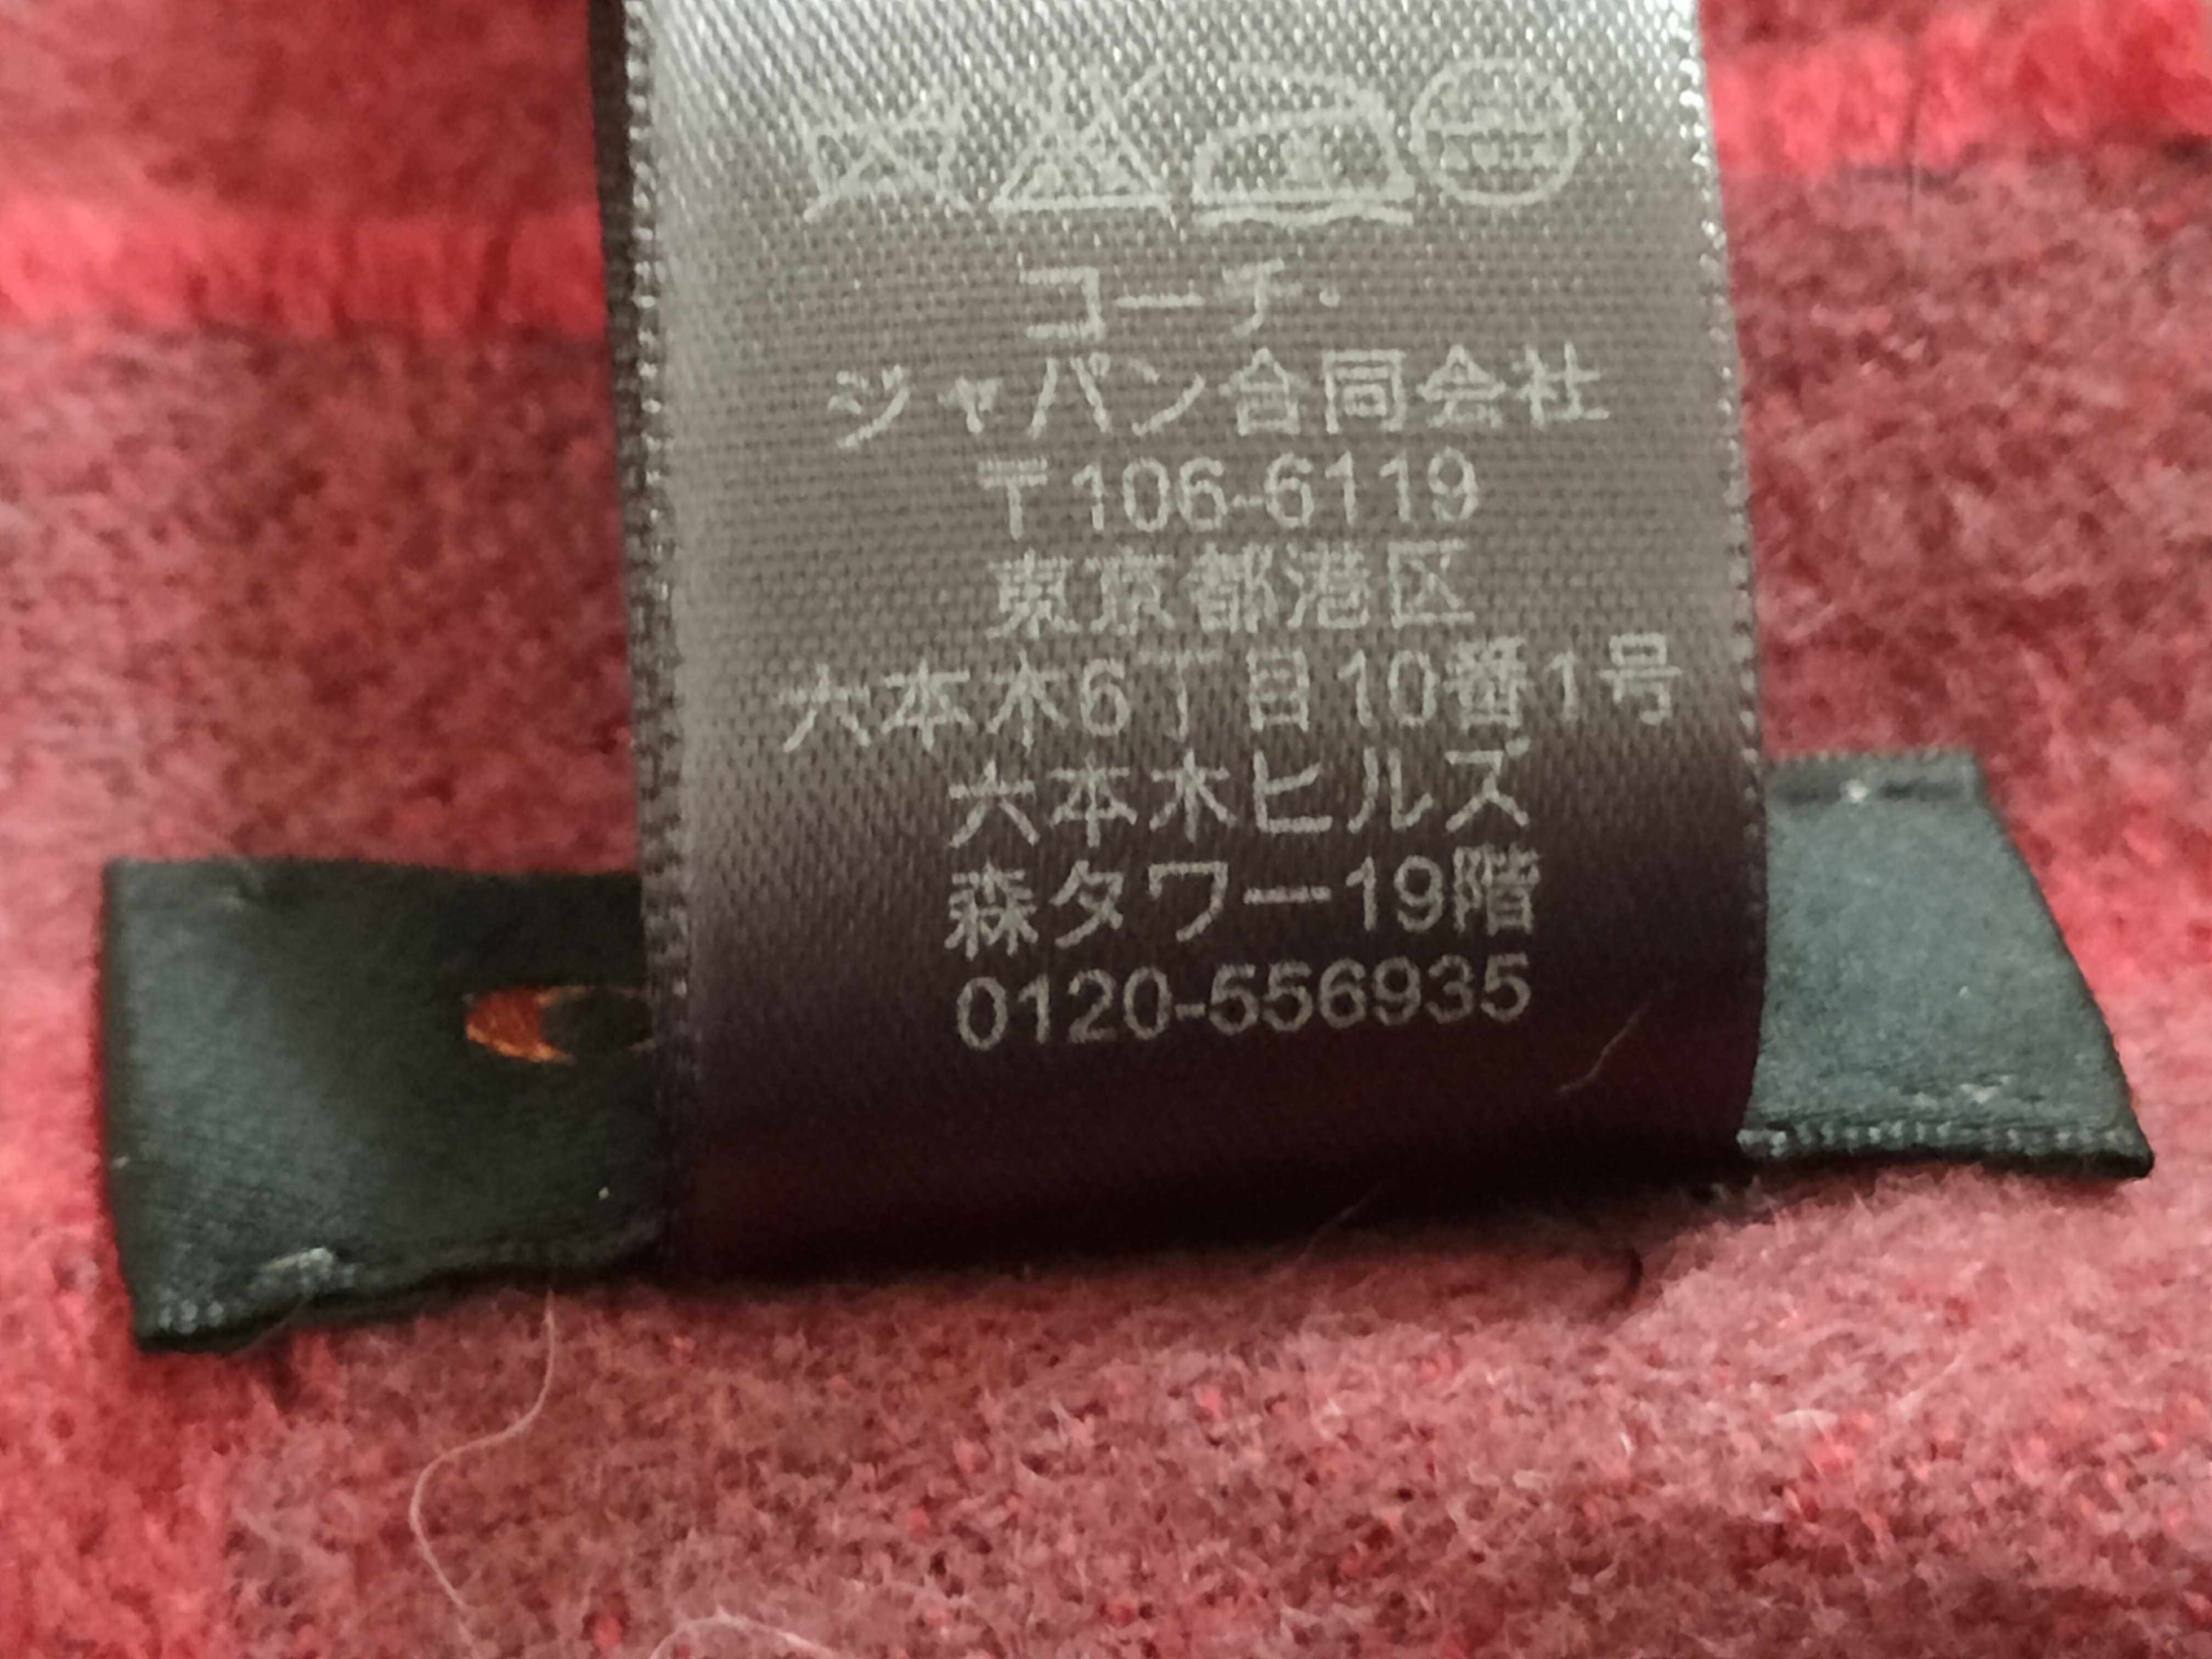 コーチ・
ジャパン合同会社
〒106-6119
東京都港区
六本木6丁目10番1号
六本木ヒルズ
森タワー19階
0120-556935